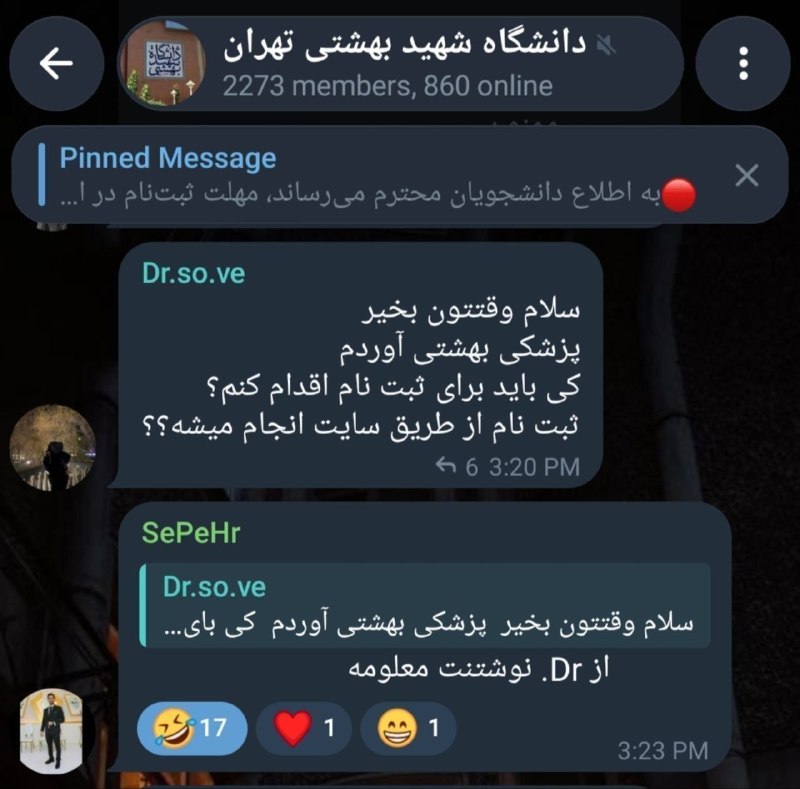 دانشگاه شهید بهشتی تهران
2273 members, 860 online
Pinned Message
به اطلاع دانشجویان محترم می‌رساند، مهلت ثبت‌نام در ا...
Dr.so.ve
سلام وقتتون بخیر
پزشکی بهشتی آوردم
کی باید برای ثبت نام اقدام کنم؟
ثبت نام از طریق سایت انجام میشه؟؟
6 3:20 PM
SePeHr
Dr.so.ve
سلام وقتتون بخیر پزشکی بهشتی آوردم کی بای...
از Dr. نوشتنت معلومه
🤣 17 ❤️ 1 😁 1
3:23 PM